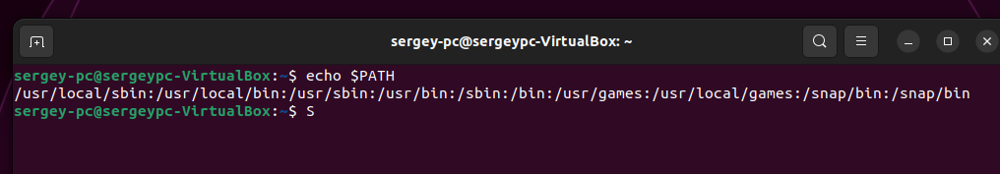 sergey-pc@sergeypc-VirtualBox: ~
sergey-pc@sergeypc-VirtualBox:~$ echo $PATH
/usr/local/sbin:/usr/local/bin:/usr/sbin:/usr/bin:/sbin:/bin:/usr/games:/usr/local/games:/snap/bin:/snap/bin
sergey-pc@sergeypc-VirtualBox:~$ S